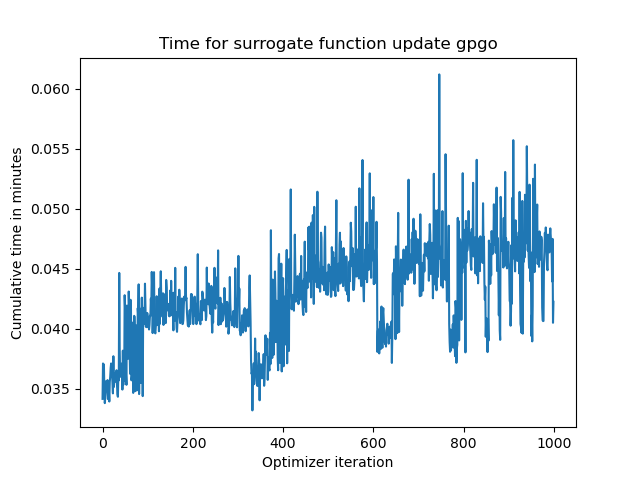 Time for surrogate function update gpgo
Cumulative time in minutes
0.060
0.055
0.050
0.045
0.040
0.035
0 200 400 600 800 1000
Optimizer iteration